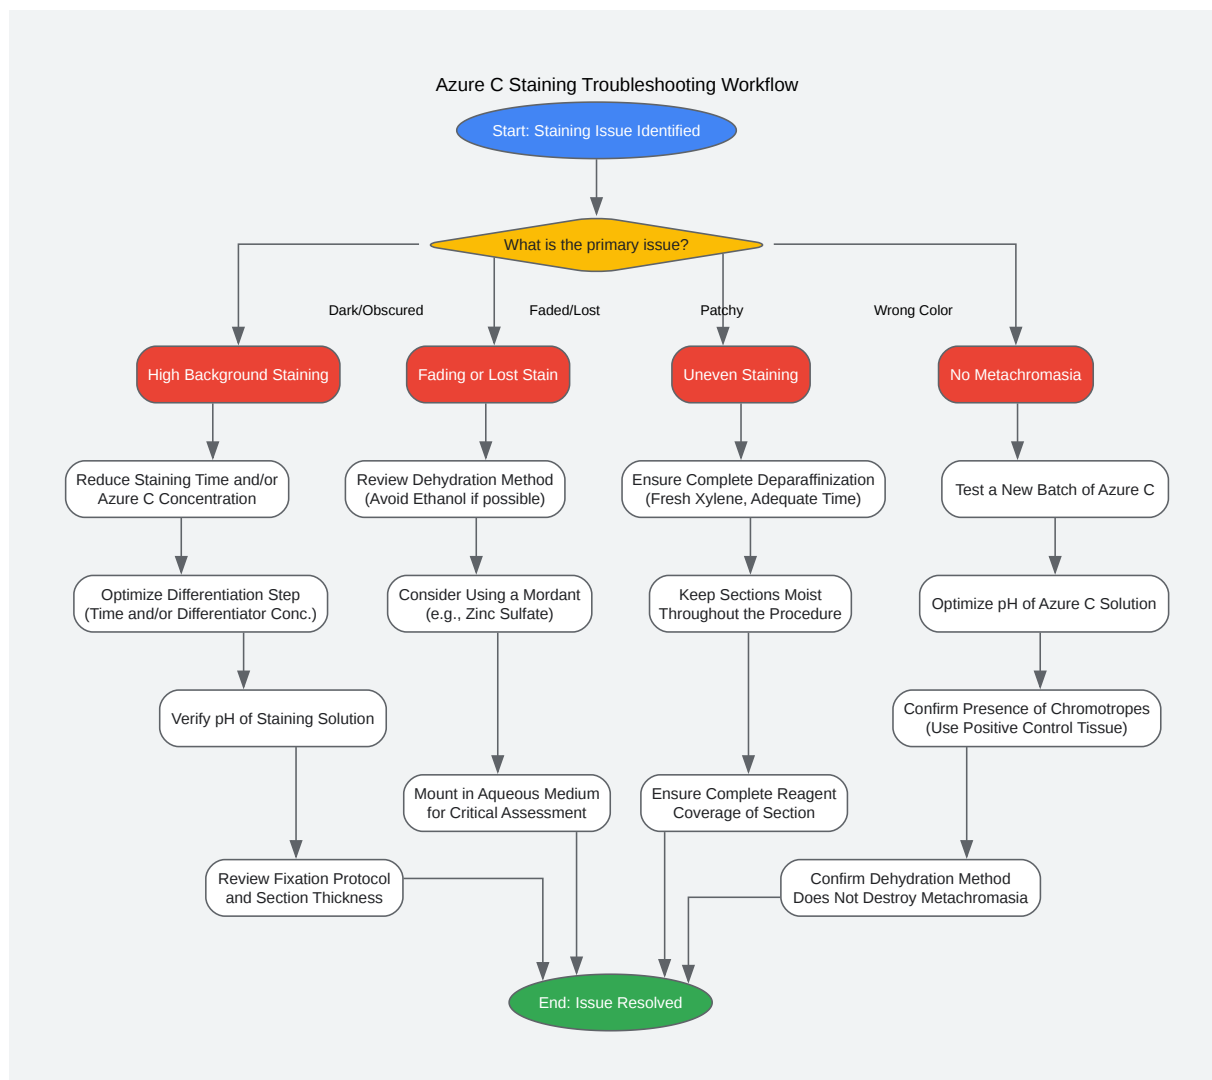 Azure C Staining Troubleshooting Workflow
Start: Staining Issue Identified
What is the primary issue?
Dark/Obscured
Faded/Lost
Patchy
Wrong Color
High Background Staining
Fading or Lost Stain
Uneven Staining
No Metachromasia
Reduce Staining Time and/or
Azure C Concentration
Review Dehydration Method
(Avoid Ethanol if possible)
Ensure Complete Deparaffinization
(Fresh Xylene, Adequate Time)
Test a New Batch of Azure C
Optimize Differentiation Step
(Time and/or Differentiator Conc.)
Consider Using a Mordant
(e.g., Zinc Sulfate)
Keep Sections Moist
Throughout the Procedure
Optimize pH of Azure C Solution
Verify pH of Staining Solution
Confirm Presence of Chromotropes
(Use Positive Control Tissue)
Mount in Aqueous Medium
for Critical Assessment
Ensure Complete Reagent
Coverage of Section
Review Fixation Protocol
and Section Thickness
Confirm Dehydration Method
Does Not Destroy Metachromasia
End: Issue Resolved